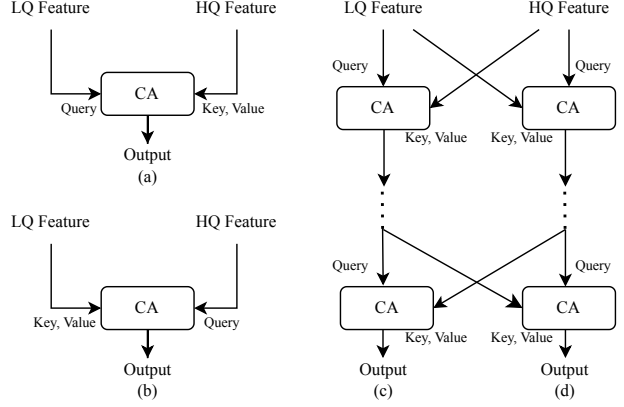 LQ Feature
HQ Feature
CA
Query
Key, Value
Output
(a)
LQ Feature
HQ Feature
CA
Key, Value
Query
Output
(b)
LQ Feature
HQ Feature
Query
Query
CA
CA
Key, Value
Key, Value
Query
Query
CA
CA
Key, Value
Key, Value
Output
Output
(c)
(d)